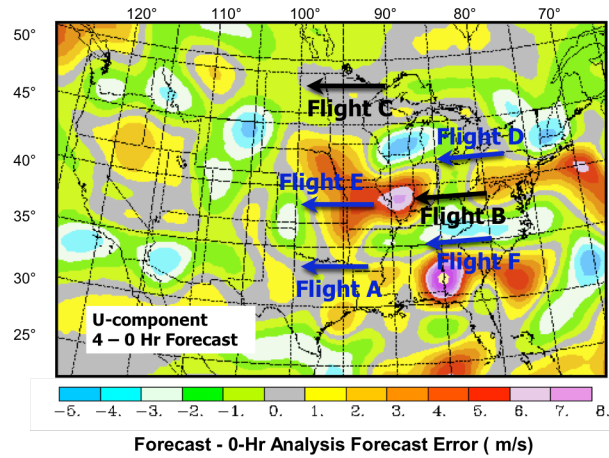 120° 110° 100° 90° 80° 70°
50°
45°
40°
35°
30°
25°
Flight C
Flight D
Flight E
Flight B
Flight F
Flight A
U-component
4 – 0 Hr Forecast
-5. -4. -3. -2. -1. 0. 1. 2. 3. 4. 5. 6. 7. 8.
Forecast - 0-Hr Analysis Forecast Error ( m/s)